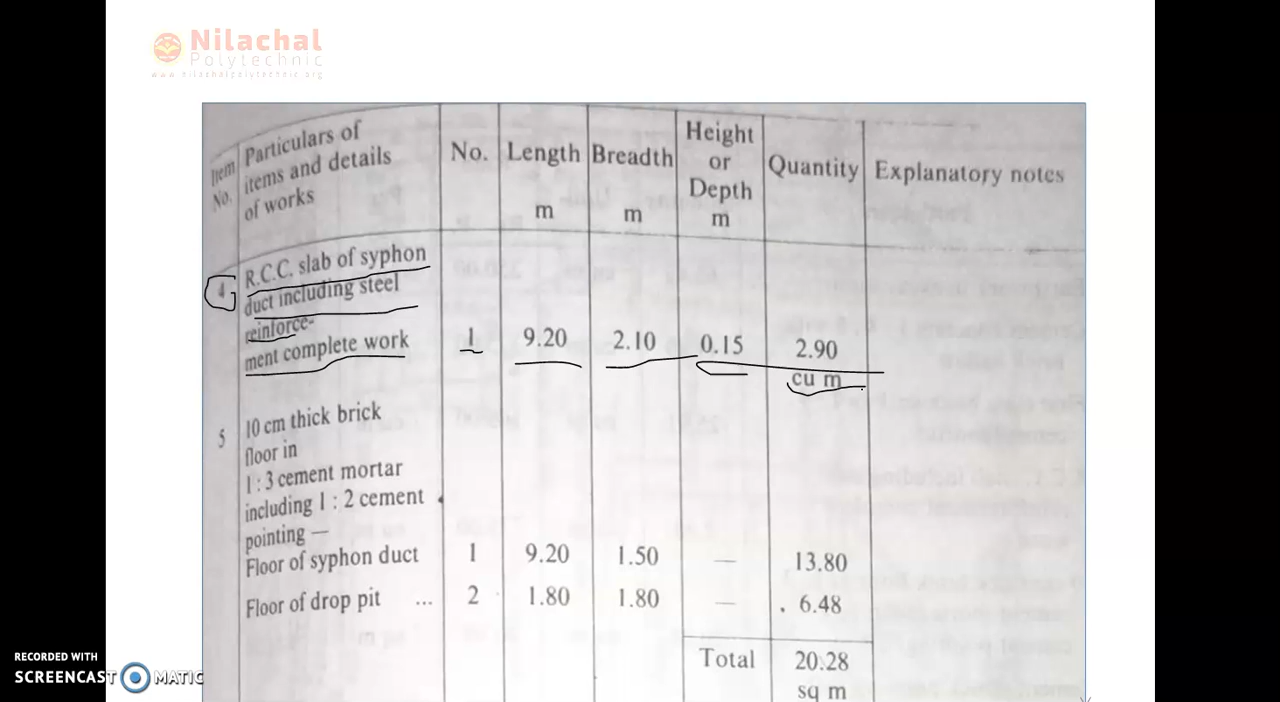 Nilachal
Polytechnic
www.nilachalpolytechnic.org
Item No. Particulars of items and details of works No. Length m Breadth m Height or Depth m Quantity Explanatory notes
4 R.C.C. slab of syphon
duct including steel
reinforce-
ment complete work 1 9.20 2.10 0.15 2.90
cu m
5 10 cm thick brick
floor in
1 : 3 cement mortar
including 1 : 2 cement
pointing —
Floor of syphon duct 1 9.20 1.50 — 13.80
Floor of drop pit ... 2 1.80 1.80 — 6.48
Total 20.28
sq m
RECORDED WITH
SCREENCAST MATIC